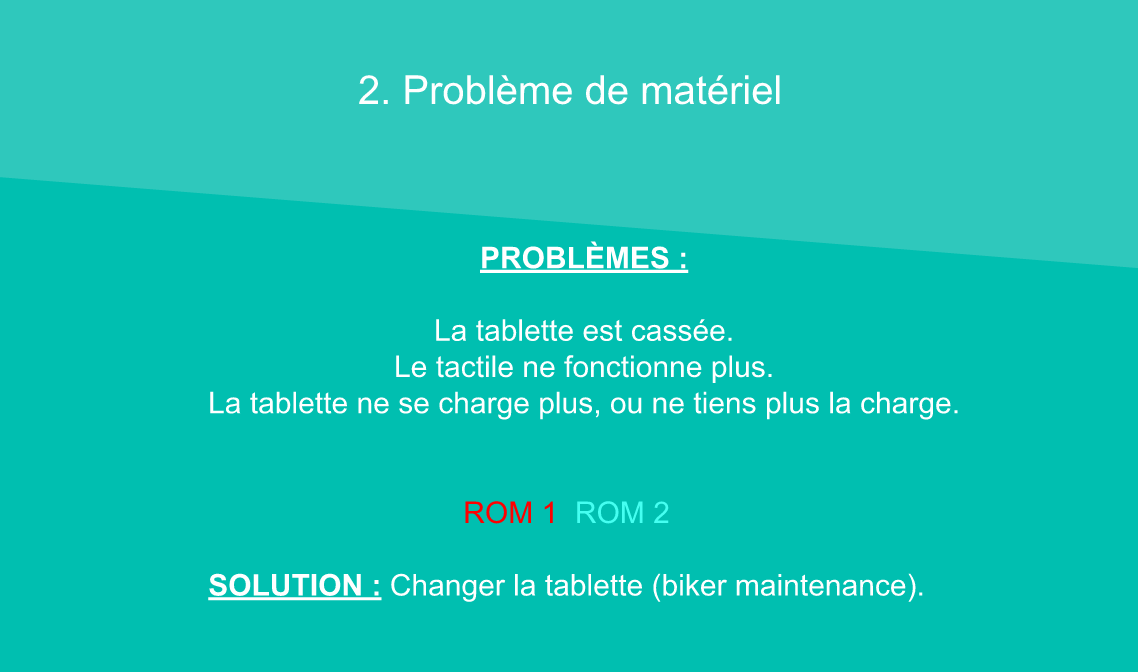 2. Problème de matériel
PROBLÈMES :
La tablette est cassée.
Le tactile ne fonctionne plus.
La tablette ne se charge plus, ou ne tiens plus la charge.
ROM 1 ROM 2
SOLUTION : Changer la tablette (biker maintenance).